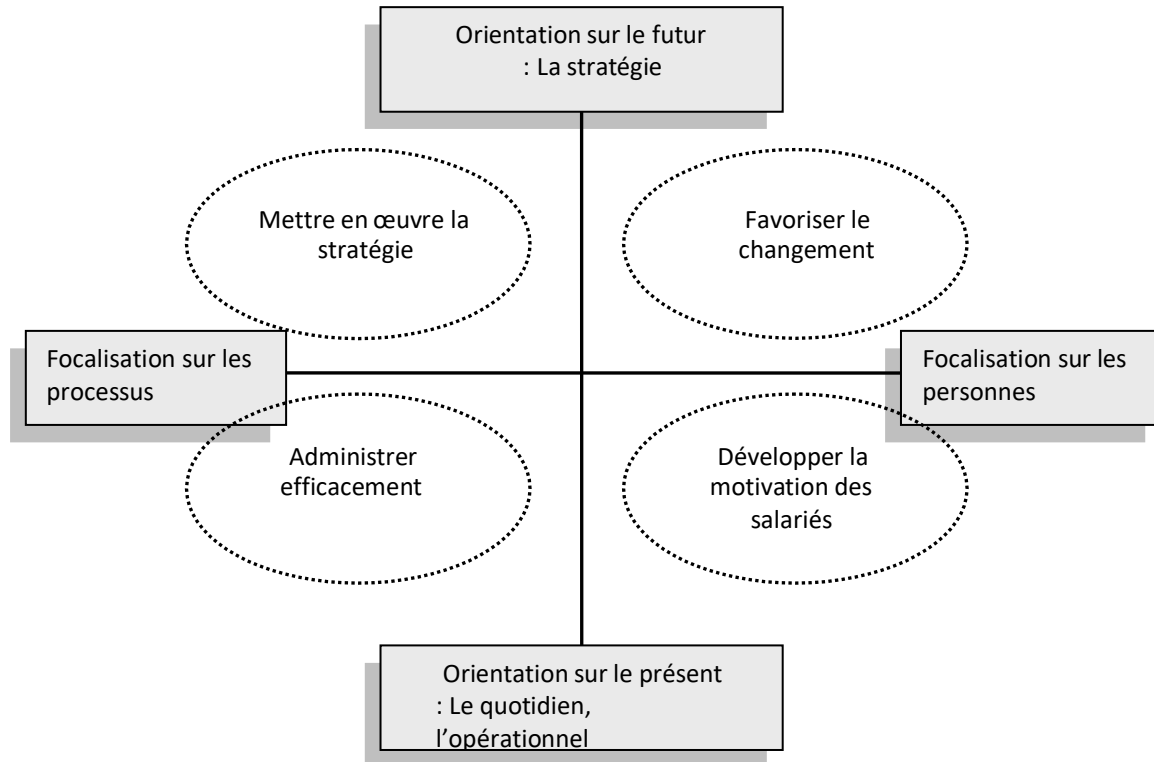 Orientation sur le futur
: La stratégie
Mettre en œuvre la
stratégie
Favoriser le
changement
Focalisation sur les
processus
Focalisation sur les
personnes
Administrer
efficacement
Développer la
motivation des
salariés
Orientation sur le présent
: Le quotidien,
l’opérationnel